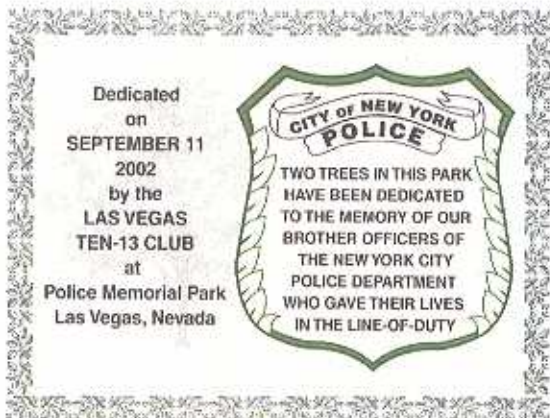 Dedicated
on
SEPTEMBER 11
2002
by the
LAS VEGAS
TEN-13 CLUB
at
Police Memorial Park
Las Vegas, Nevada
CITY OF NEW YORK
POLICE
TWO TREES IN THIS PARK
HAVE BEEN DEDICATED
TO THE MEMORY OF OUR
BROTHER OFFICERS OF
THE NEW YORK CITY
POLICE DEPARTMENT
WHO GAVE THEIR LIVES
IN THE LINE-OF-DUTY